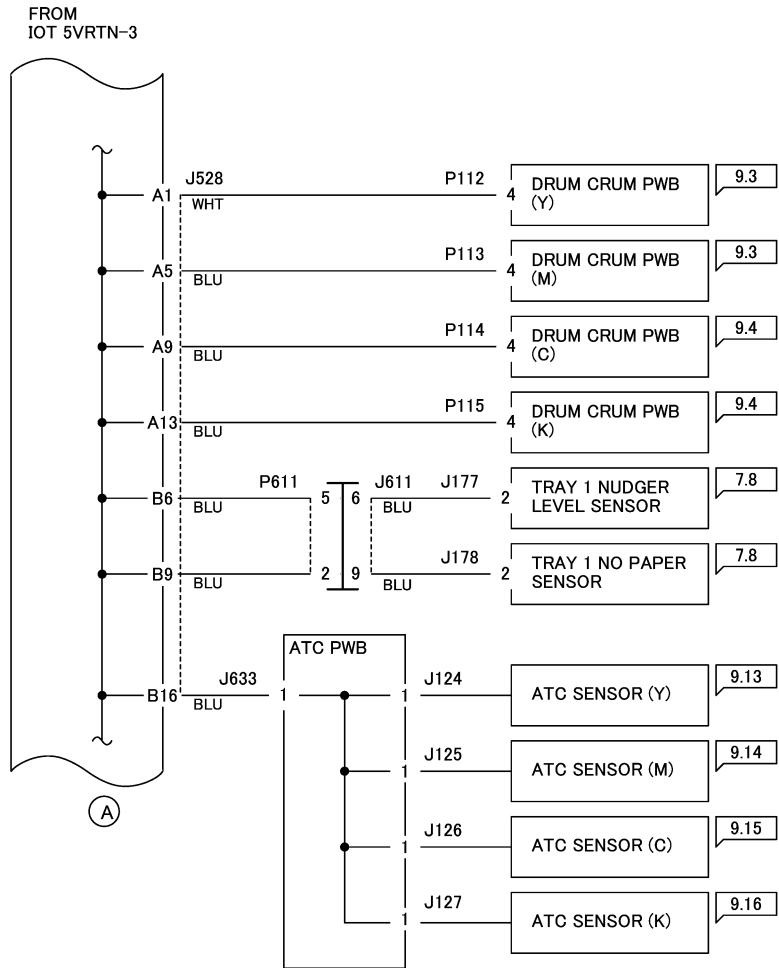 FROM
IOT 5VRTN-3
A1 J528 WHT P112 4 DRUM CRUM PWB (Y) 9.3
A5 BLU P113 4 DRUM CRUM PWB (M) 9.3
A9 BLU P114 4 DRUM CRUM PWB (C) 9.4
A13 BLU P115 4 DRUM CRUM PWB (K) 9.4
B6 BLU P611 5 6 J611 BLU J177 2 TRAY 1 NUDGER LEVEL SENSOR 7.8
B9 BLU 2 9 BLU J178 2 TRAY 1 NO PAPER SENSOR 7.8
ATC PWB
B16 BLU J633 1 1 J124 ATC SENSOR (Y) 9.13
1 J125 ATC SENSOR (M) 9.14
A
1 J126 ATC SENSOR (C) 9.15
1 J127 ATC SENSOR (K) 9.16